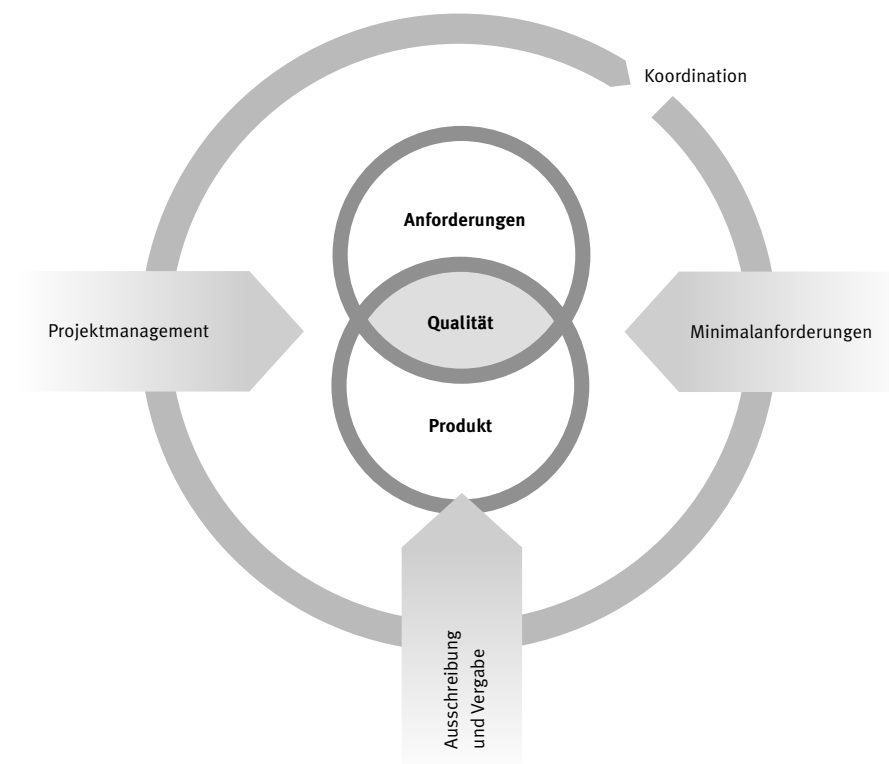 Koordination
Anforderungen
Projektmanagement
Qualität
Minimalanforderungen
Produkt
Ausschreibung
und Vergabe